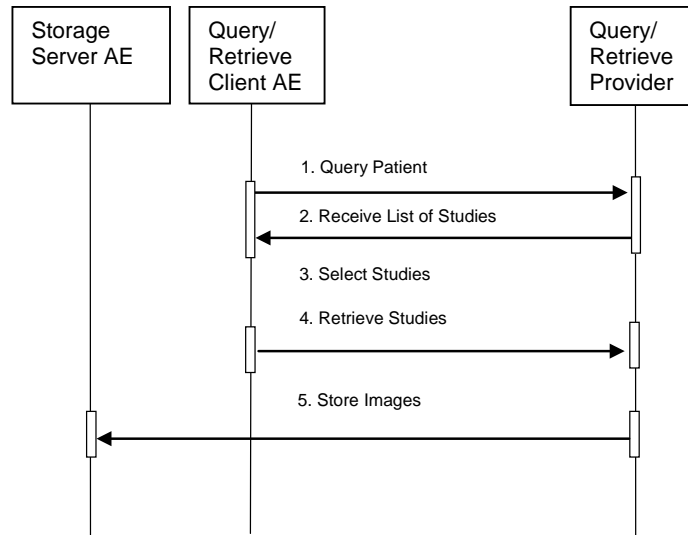 Storage
Server AE
Query/
Retrieve
Client AE
Query/
Retrieve
Provider
1. Query Patient
2. Receive List of Studies
3. Select Studies
4. Retrieve Studies
5. Store Images